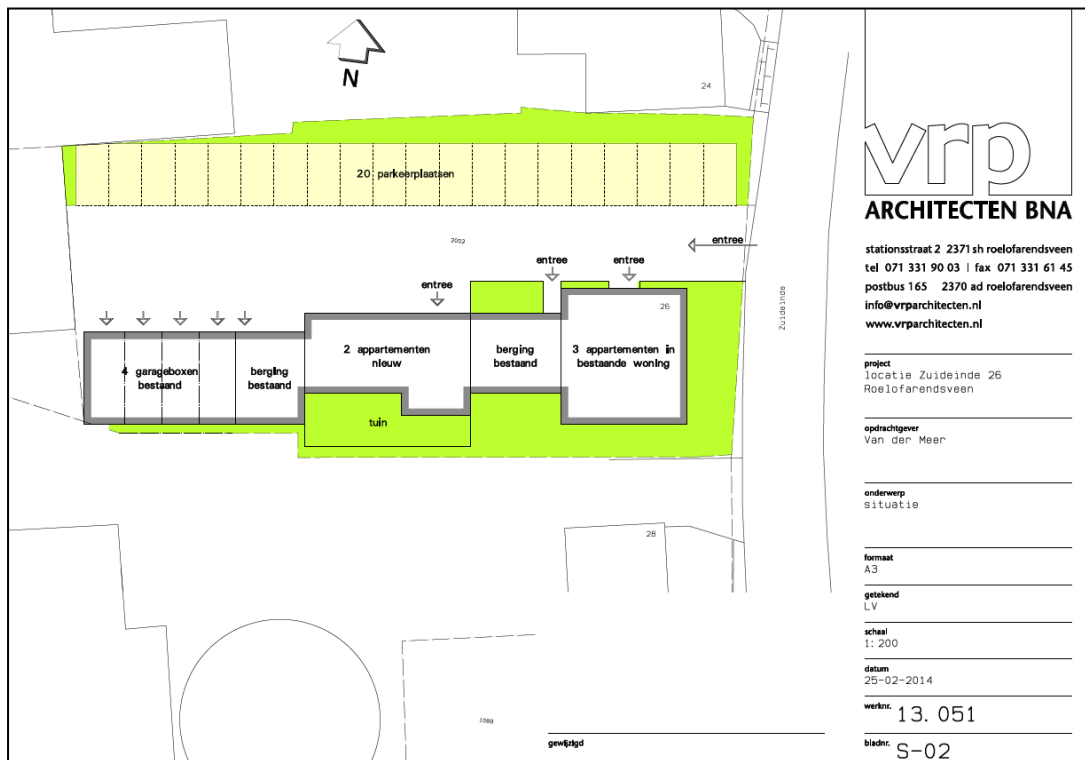 N
24
20 parkeerplaatsen
2002
entree
entree
entree
entree
26
Zuideinde
2 appartementen
nieuw
berging
bestaand
3 appartementen in
bestaande woning
4 garageboxen
bestaand
berging
bestaand
tuin
28
1089
gewijzigd
vrp
ARCHITECTEN BNA
stationsstraat 2 2371 sh roelofarendsveen
tel 071 331 90 03 | fax 071 331 61 45
postbus 165 2370 ad roelofarendsveen
info@vrparchitecten.nl
www.vrparchitecten.nl
project
locatie Zuideinde 26
Roelofarendsveen
opdrachtgever
Van der Meer
onderwerp
situatie
formaat
A3
getekend
LV
schaal
1: 200
datum
25-02-2014
werknr. 13. 051
bladnr. S-02